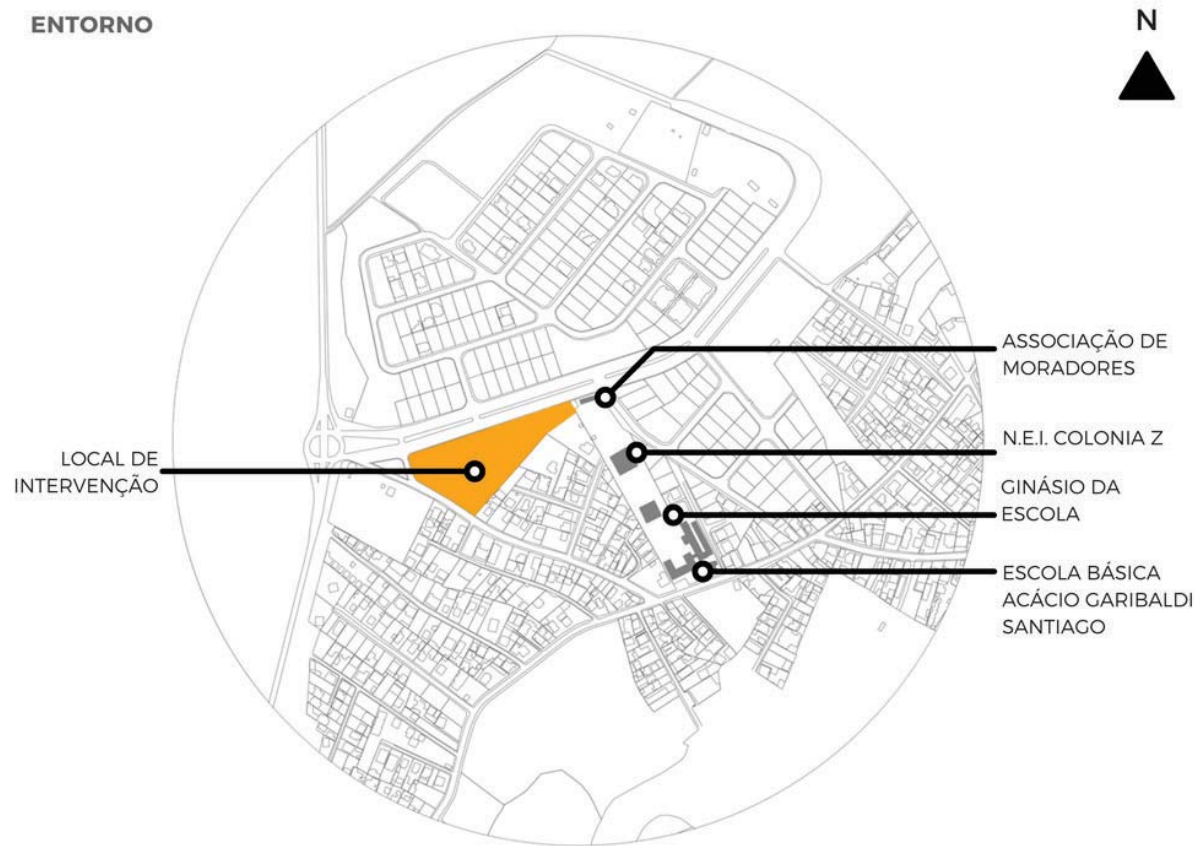 ENTORNO
N
ASSOCIAÇÃO DE
MORADORES
N.E.I. COLONIA Z
LOCAL DE
INTERVENÇÃO
GINÁSIO DA
ESCOLA
ESCOLA BÁSICA
ACÁCIO GARIBALDI
SANTIAGO